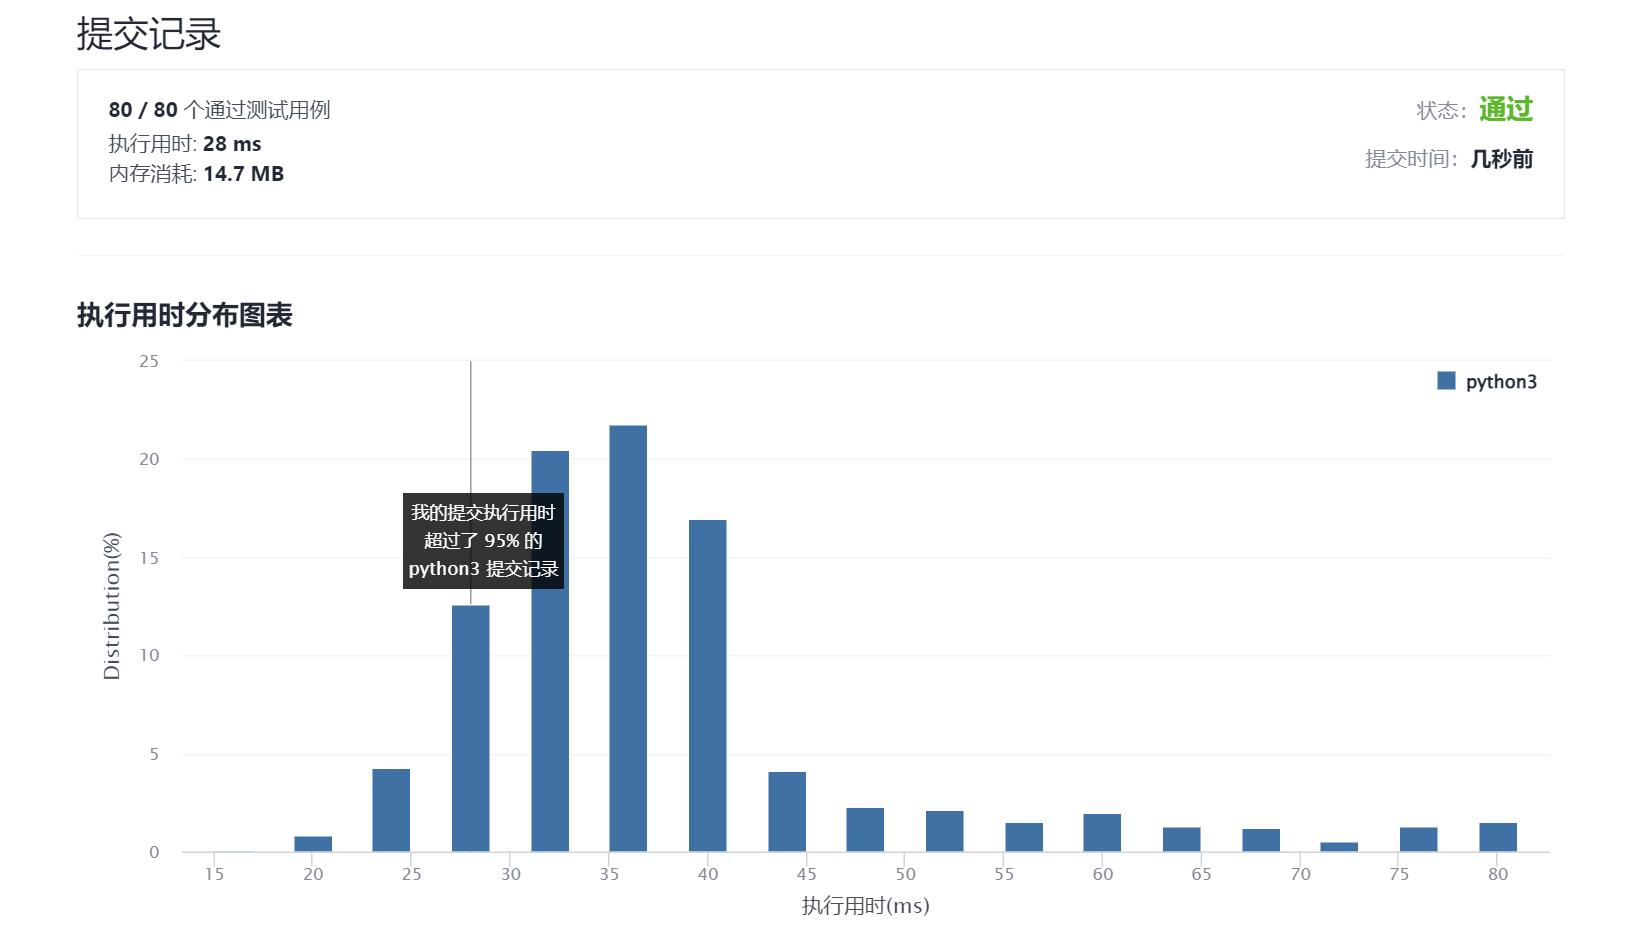 提交记录
80 / 80 个通过测试用例
状态：通过
执行用时: 28 ms
提交时间：几秒前
内存消耗: 14.7 MB
执行用时分布图表
25
python3
20
我的提交执行用时
超过了 95% 的
python3 提交记录
15
Distribution(%)
10
5
0
15 20 25 30 35 40 45 50 55 60 65 70 75 80
执行用时(ms)